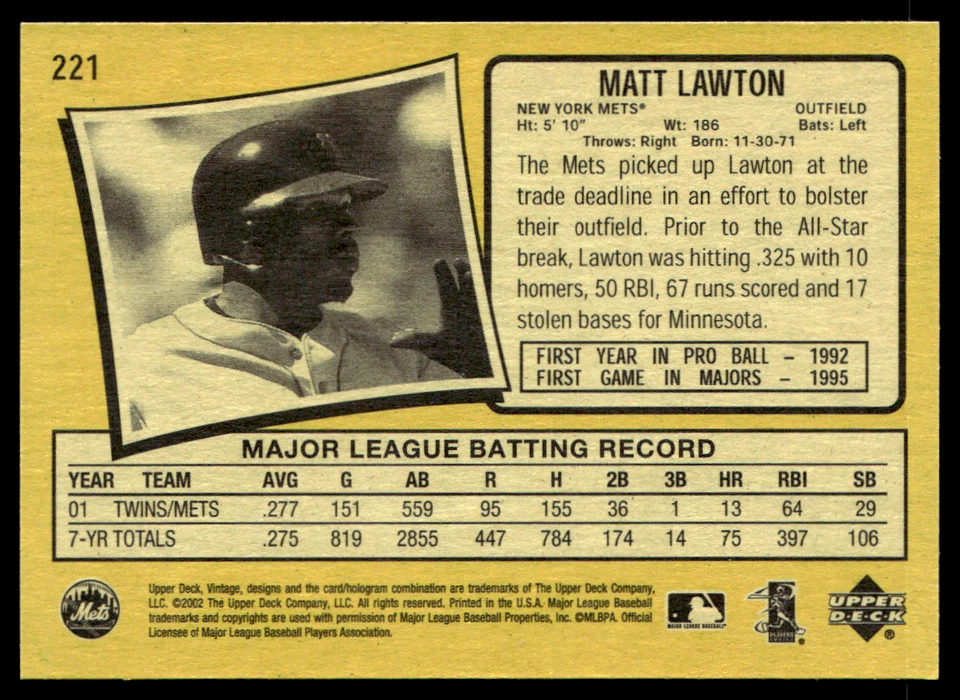 221
MATT LAWTON
NEW YORK METS® OUTFIELD
Ht: 5' 10" Wt: 186 Bats: Left
Throws: Right Born: 11-30-71
The Mets picked up Lawton at the
trade deadline in an effort to bolster
their outfield. Prior to the All-Star
break, Lawton was hitting .325 with 10
homers, 50 RBI, 67 runs scored and 17
stolen bases for Minnesota.
FIRST YEAR IN PRO BALL – 1992
FIRST GAME IN MAJORS – 1995
MAJOR LEAGUE BATTING RECORD
YEAR TEAM AVG G AB R H 2B 3B HR RBI SB
01 TWINS/METS .277 151 559 95 155 36 1 13 64 29
7-YR TOTALS .275 819 2855 447 784 174 14 75 397 106
Mets
Upper Deck, Vintage, designs and the card/hologram combination are trademarks of The Upper Deck Company,
LLC. ©2002 The Upper Deck Company, LLC. All rights reserved. Printed in the U.S.A. Major League Baseball
trademarks and copyrights are used with permission of Major League Baseball Properties, Inc. ©MLBPA. Official
Licensee of Major League Baseball Players Association.
MAJOR LEAGUE BASEBALL
PLAYERS
UPPER
DECK®